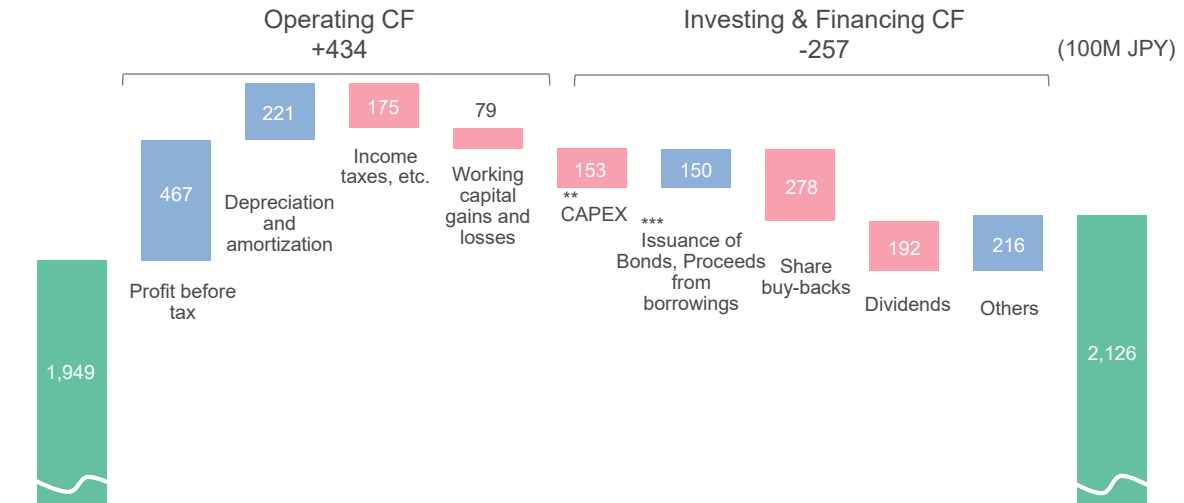 Operating CF
+434
Investing & Financing CF
-257
(100M JPY)
1,949
467
Profit before
tax
221
Depreciation
and
amortization
175
Income
taxes, etc.
79
Working
capital
gains and
losses
153
**
CAPEX
150
***
Issuance of
Bonds, Proceeds
from
borrowings
278
Share
buy-backs
192
Dividends
216
Others
2,126